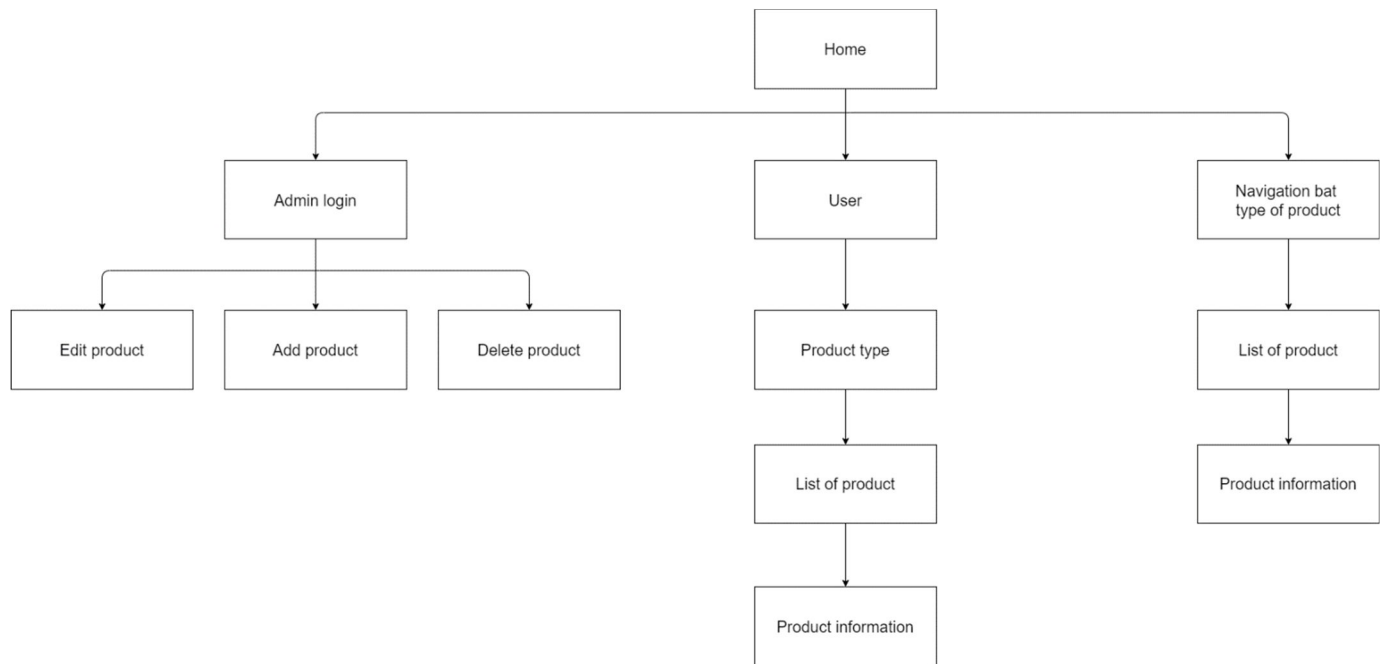 Home
Admin login
User
Navigation bat
type of product
Edit product
Add product
Delete product
Product type
List of product
List of product
Product information
Product information